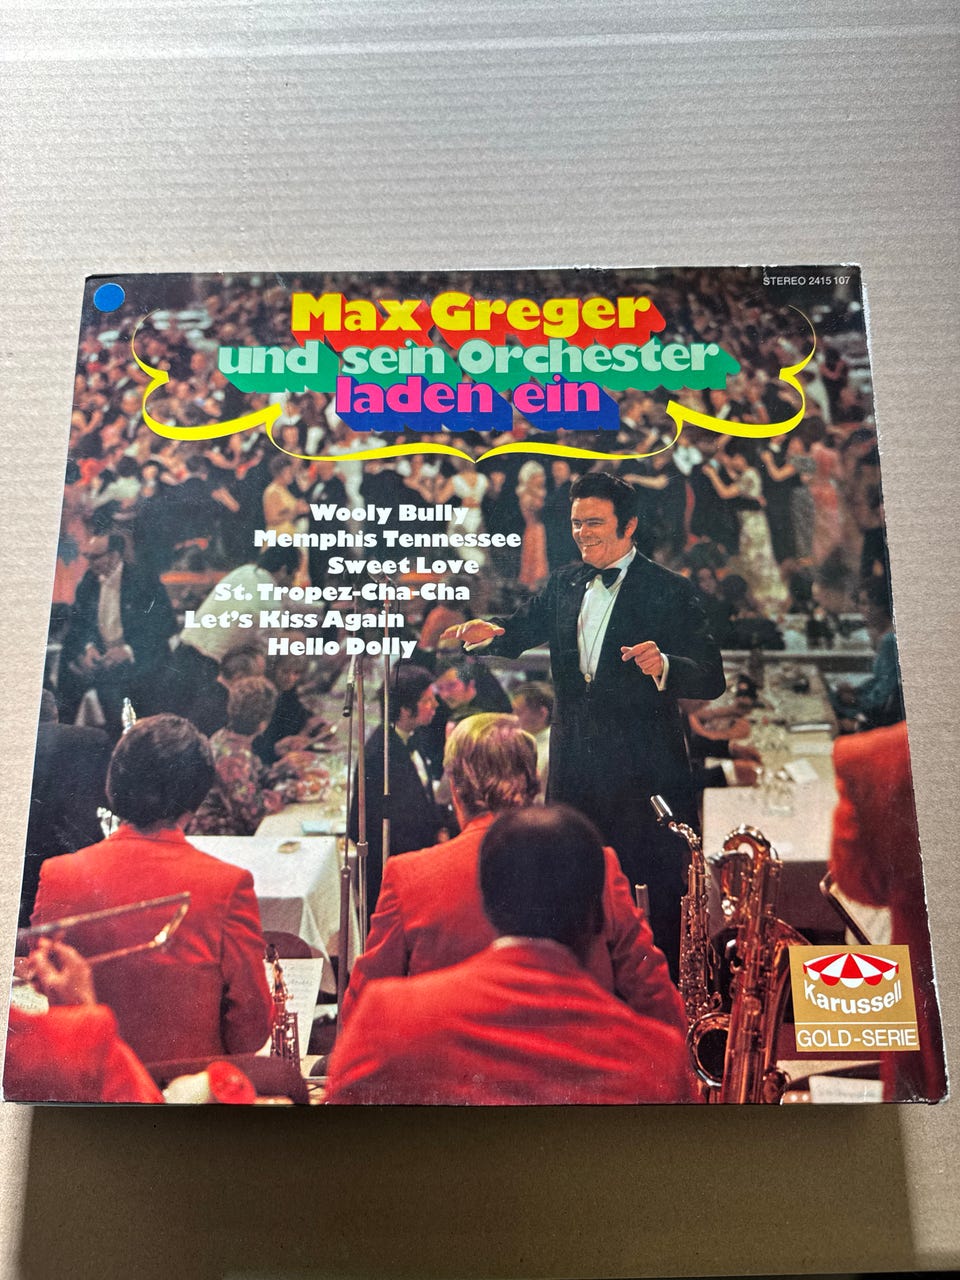 STEREO 2415 107
Max Greger
und sein Orchester
laden ein
Wooly Bully
Memphis Tennessee
Sweet Love
St. Tropez-Cha-Cha
Let's Kiss Again
Hello Dolly
Karussell
GOLD-SERIE